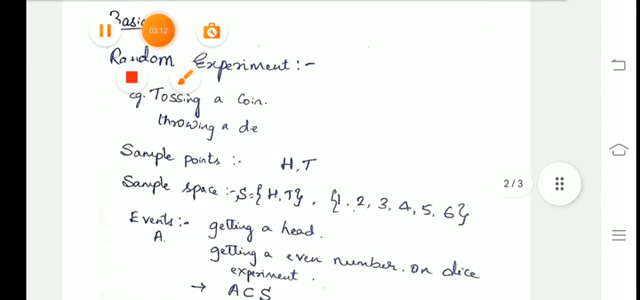 Basic
03:12
Random Experiment:-
eg. Tossing a coin.
throwing a de
Sample points :- H, T
Sample space :- S={H,T}, {1, 2, 3, 4, 5, 6}
2/3
Events :- getting a head.
A.
getting a even number. on dice
experiment.
→ A⊂S